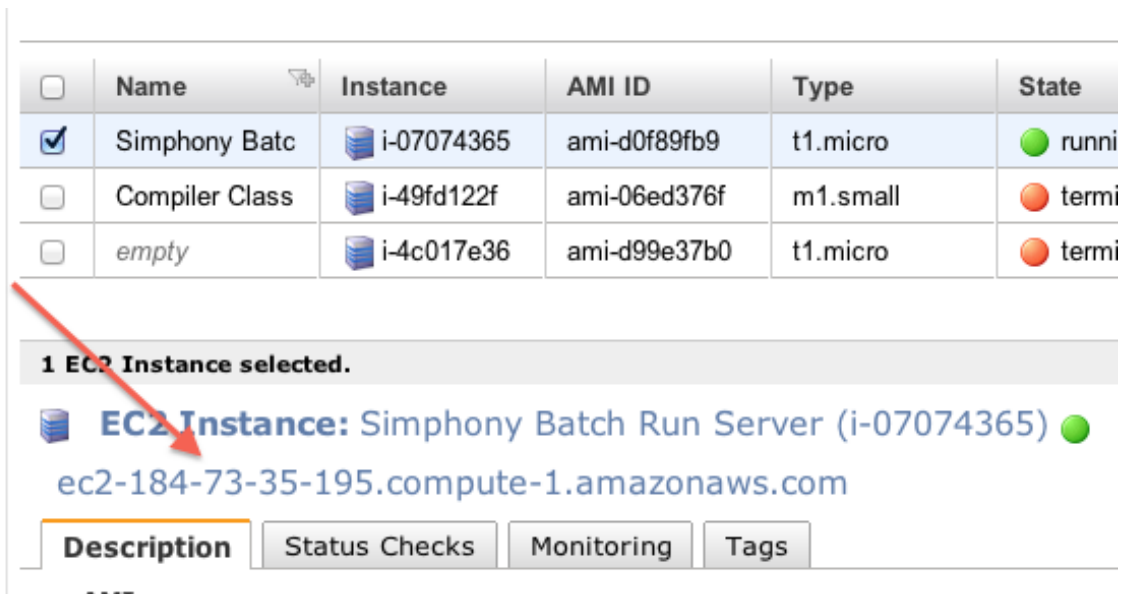 Name Instance AMI ID Type State
Simphony Batc i-07074365 ami-d0f89fb9 t1.micro runni
Compiler Class i-49fd122f ami-06ed376f m1.small termi
empty i-4c017e36 ami-d99e37b0 t1.micro termi
1 EC2 Instance selected.
EC2 Instance: Simphony Batch Run Server (i-07074365)
ec2-184-73-35-195.compute-1.amazonaws.com
Description Status Checks Monitoring Tags